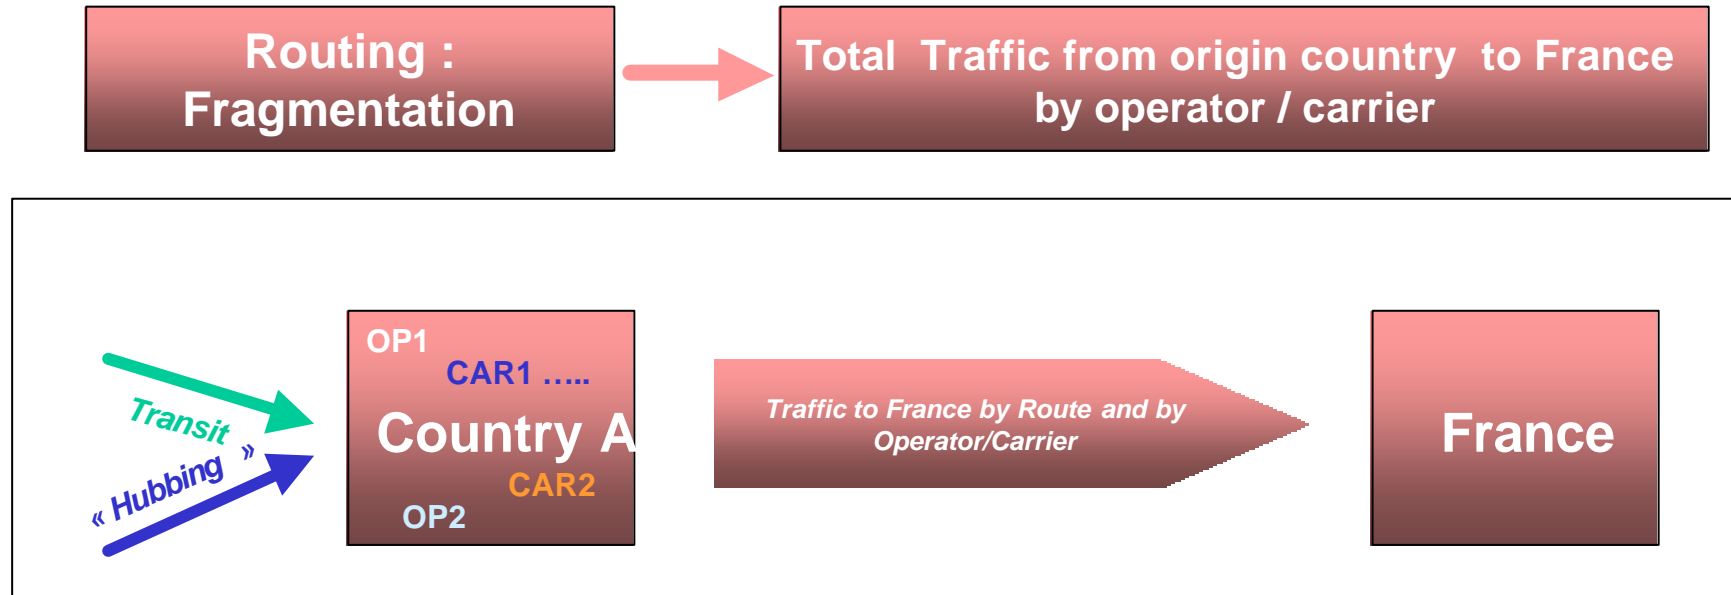 Routing :
Fragmentation
Total Traffic from origin country to France
by operator / carrier
OP1
CAR1 .....
Transit
Country A
« Hubbing »
CAR2
OP2
Traffic to France by Route and by
Operator/Carrier
France